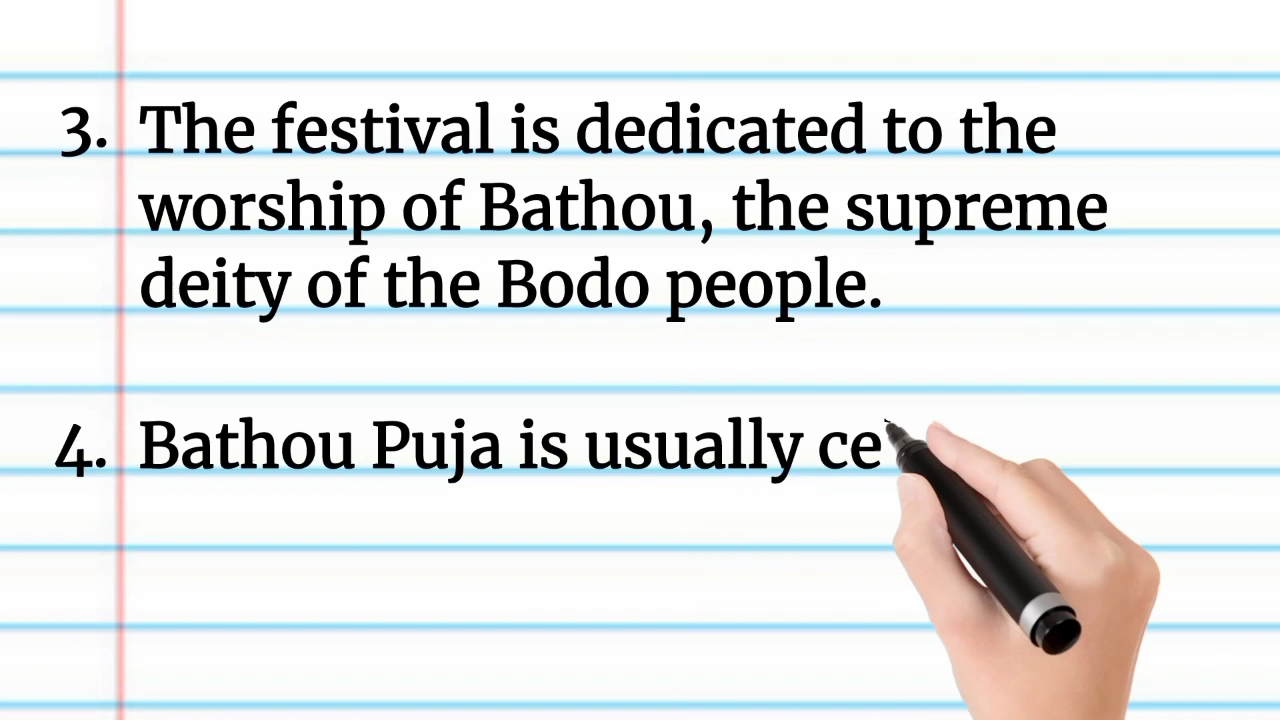 3. The festival is dedicated to the
worship of Bathou, the supreme
deity of the Bodo people.
4. Bathou Puja is usually ce